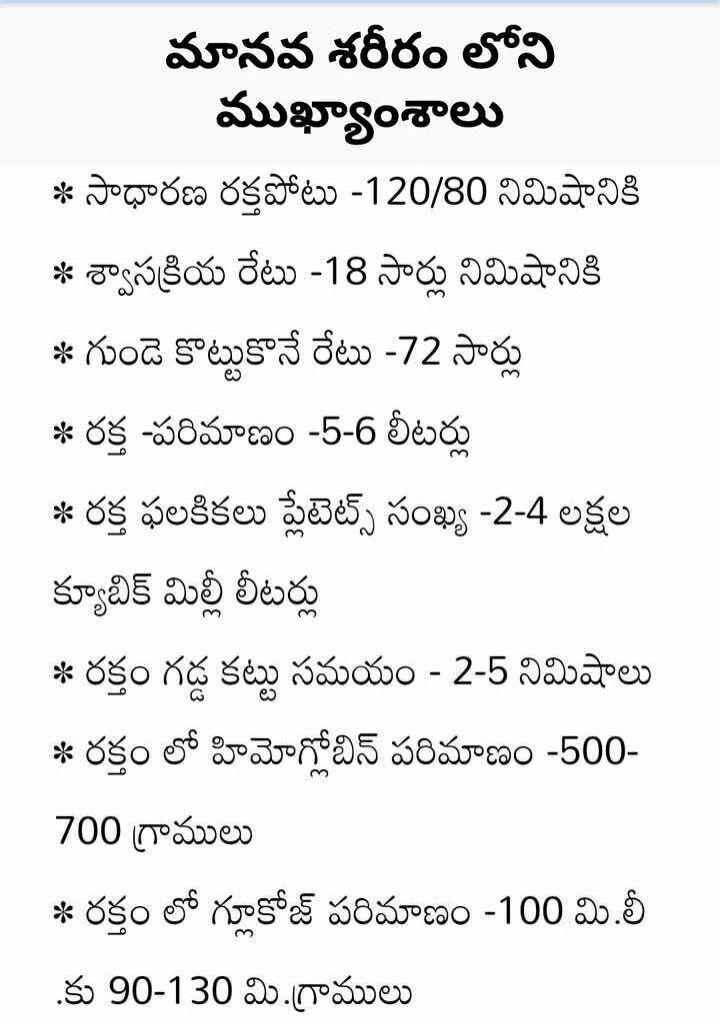 మానవ శరీరం లోని
ముఖ్యాంశాలు
* సాధారణ రక్తపోటు -120/80 నిమిషానికి
* శ్వాసక్రియ రేటు -18 సార్లు నిమిషానికి
* గుండె కొట్టుకొనే రేటు -72 సార్లు
* రక్త -పరిమాణం -5-6 లీటర్లు
* రక్త ఫలకికలు ప్లేటెట్స్ సంఖ్య -2-4 లక్షల
క్యూబిక్ మిల్లీ లీటర్లు
* రక్తం గడ్డ కట్టు సమయం - 2-5 నిమిషాలు
* రక్తం లో హిమోగ్లోబిన్ పరిమాణం -500-
700 గ్రాములు
* రక్తం లో గ్లూకోజ్ పరిమాణం -100 మి.లీ
.కు 90-130 మి.గ్రాములు